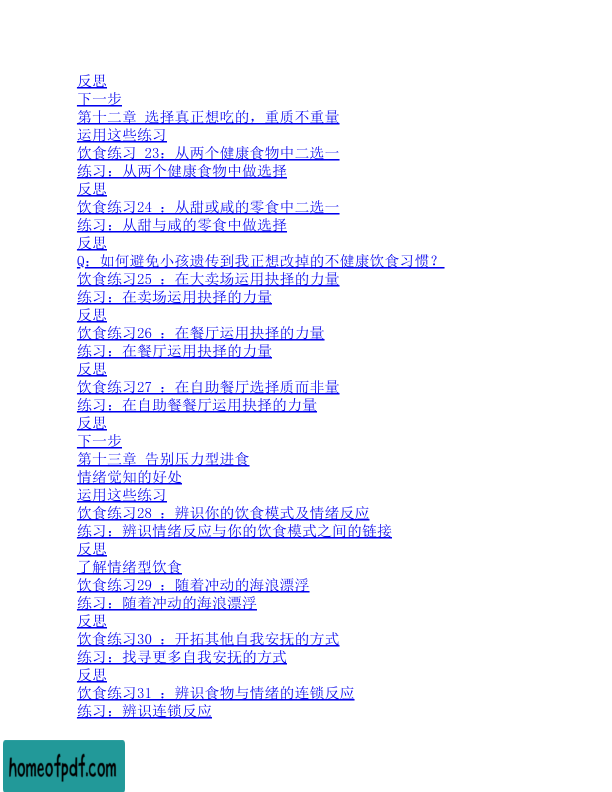 反思
下一步
第十二章 选择真正想吃的，重质不重量
运用这些练习
饮食练习 23：从两个健康食物中二选一
练习：从两个健康食物中做选择
反思
饮食练习24 ：从甜或咸的零食中二选一
练习：从甜与咸的零食中做选择
反思
Q：如何避免小孩遗传到我正想改掉的不健康饮食习惯？
饮食练习25 ：在大卖场运用抉择的力量
练习：在卖场运用抉择的力量
反思
饮食练习26 ：在餐厅运用抉择的力量
练习：在餐厅运用抉择的力量
反思
饮食练习27 ：在自助餐厅选择质而非量
练习：在自助餐餐厅运用抉择的力量
反思
下一步
第十三章 告别压力型进食
情绪觉知的好处
运用这些练习
饮食练习28 ：辨识你的饮食模式及情绪反应
练习：辨识情绪反应与你的饮食模式之间的链接
反思
了解情绪型饮食
饮食练习29 ：随着冲动的海浪漂浮
练习：随着冲动的海浪漂浮
反思
饮食练习30 ：开拓其他自我安抚的方式
练习：找寻更多自我安抚的方式
反思
饮食练习31 ：辨识食物与情绪的连锁反应
练习：辨识连锁反应
homeofpdf.com